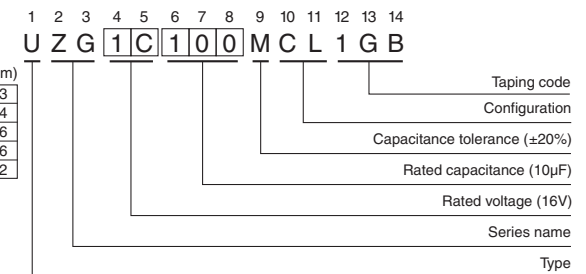 1 2 3 4 5 6 7 8 9 10 11 12 13 14
U Z G 1 C 1 0 0 M C L 1 G B
m)
3
4
6
6
2
Taping code
Configuration
Capacitance tolerance (±20%)
Rated capacitance (10µF)
Rated voltage (16V)
Series name
Type